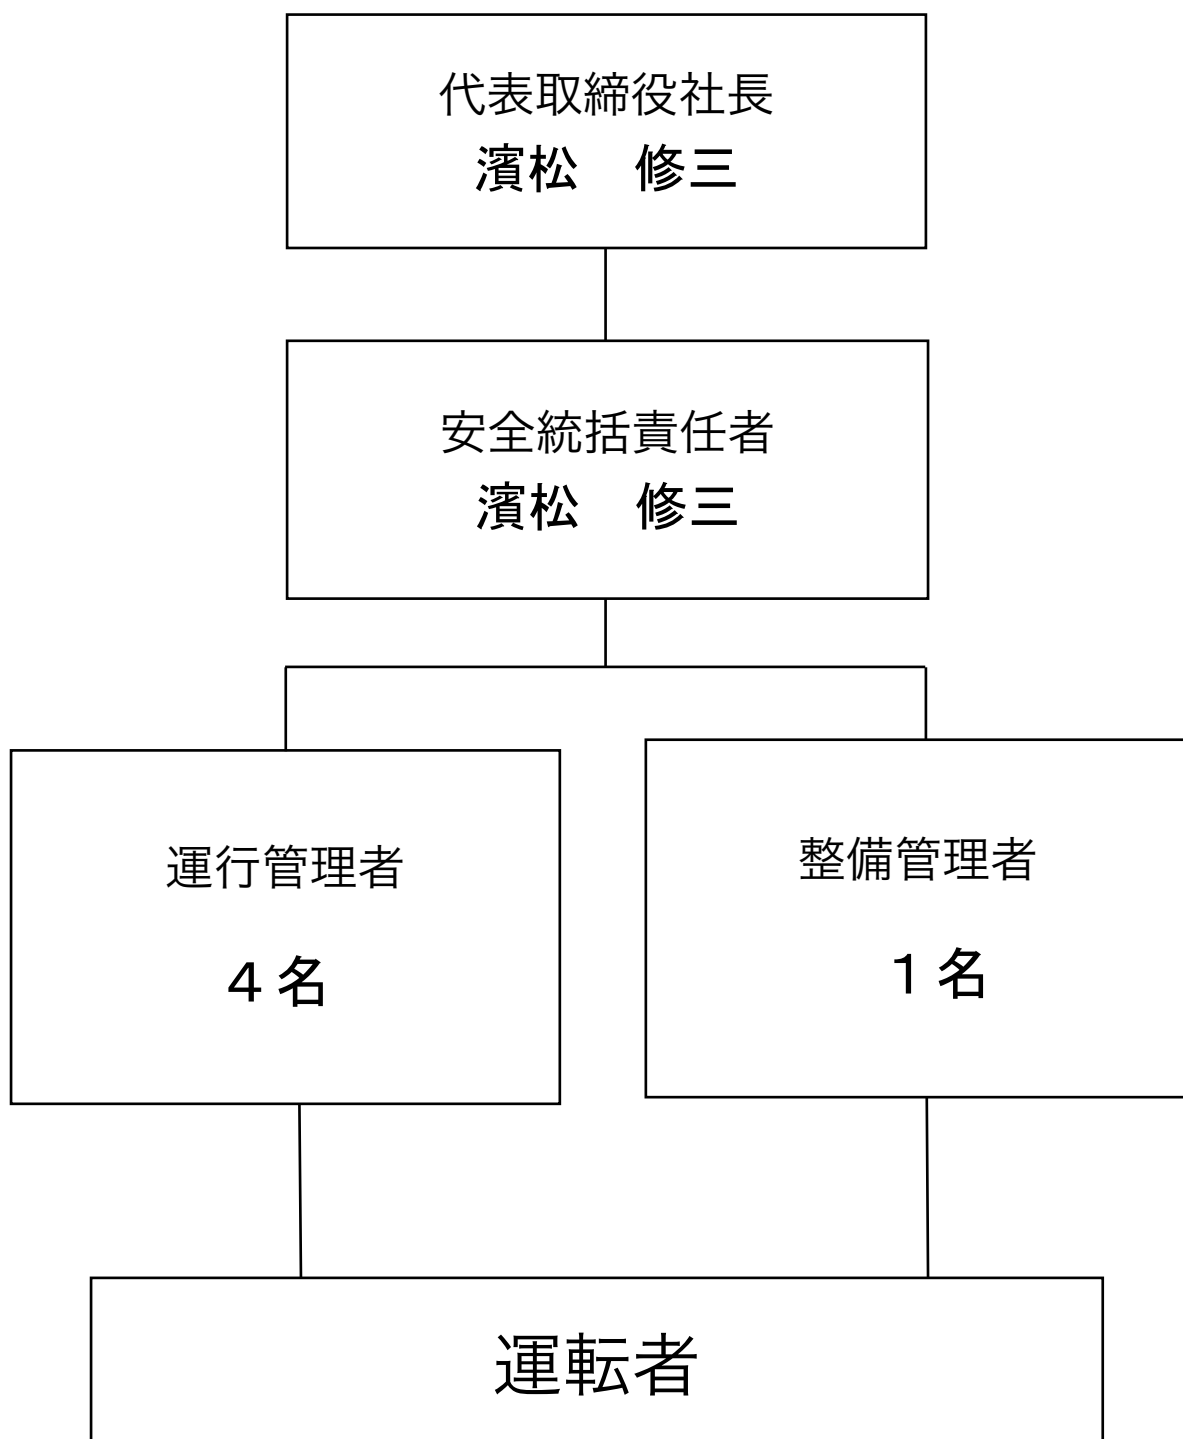 代表取締役社長
濱松　修三
安全統括責任者
濱松　修三
運行管理者
４名
整備管理者
１名
運転者